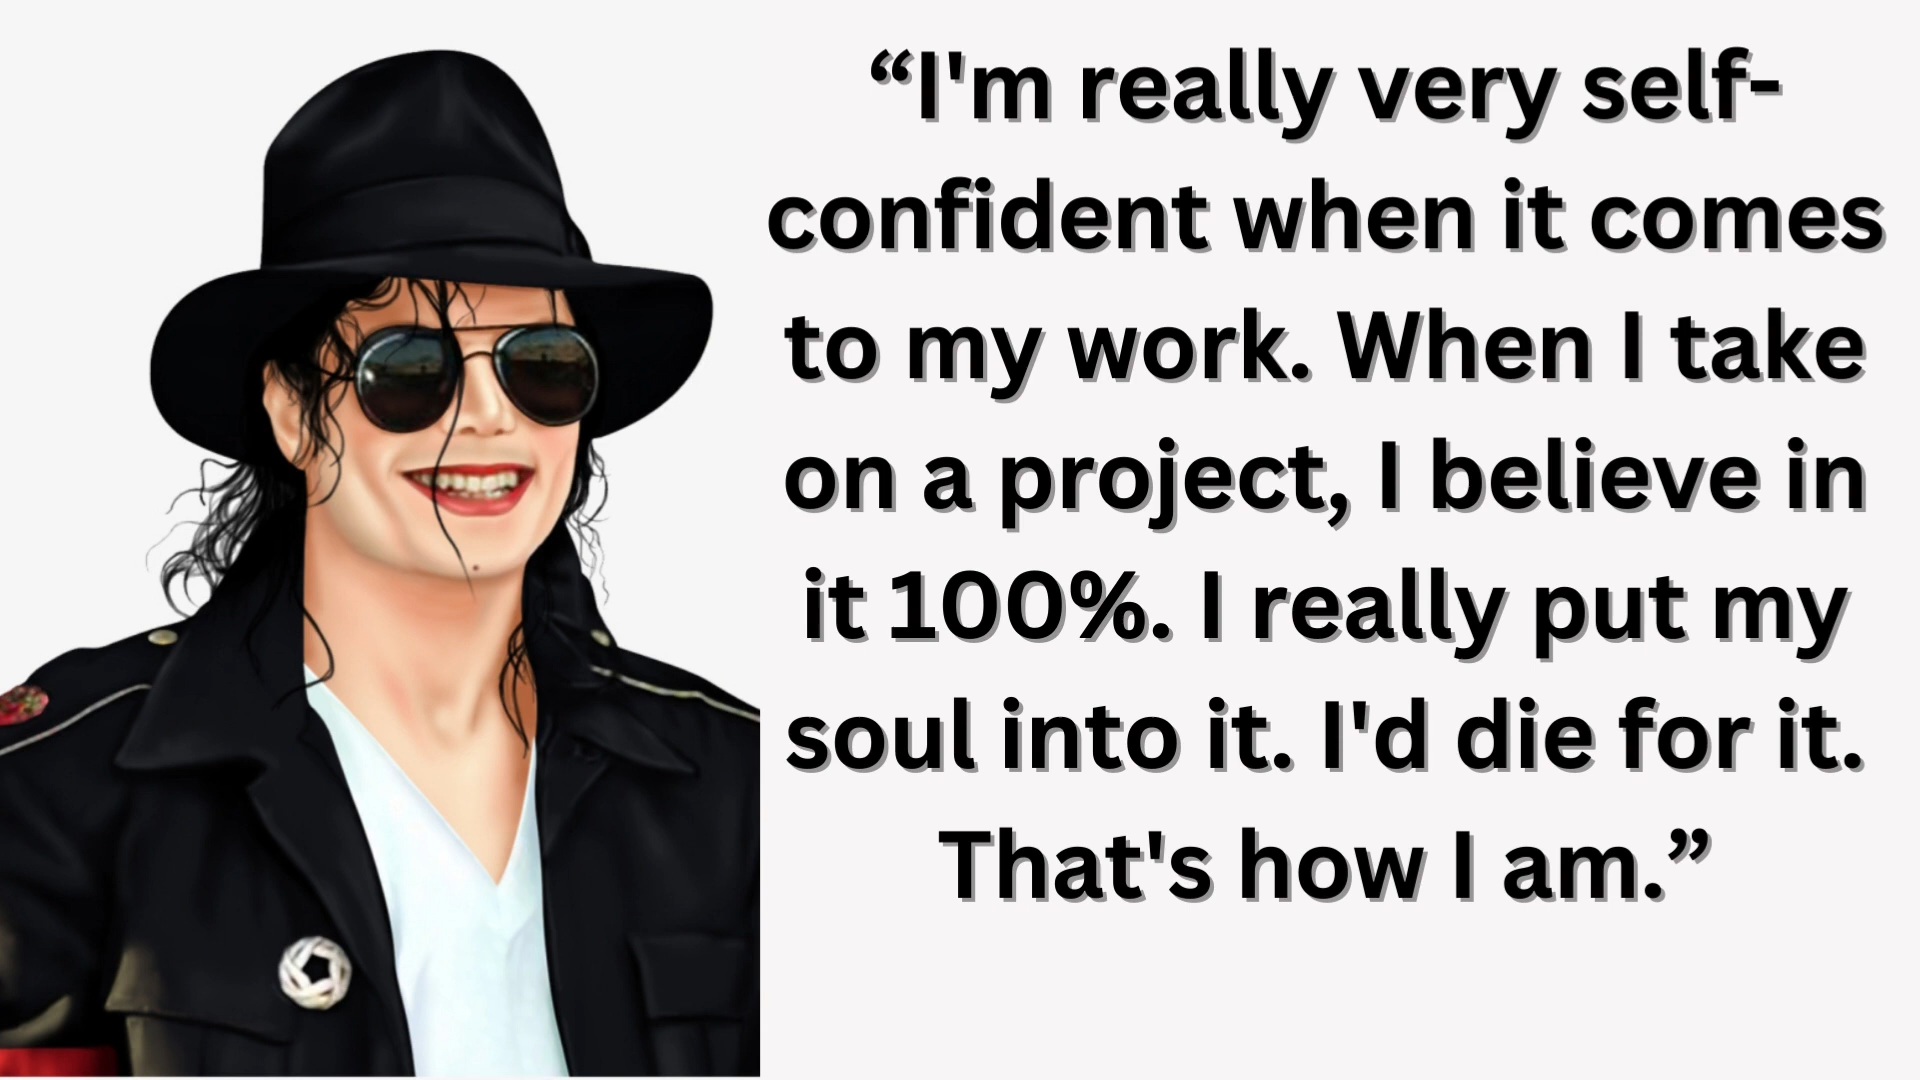 “I'm really very self-
confident when it comes
to my work. When I take
on a project, I believe in
it 100%. I really put my
soul into it. I'd die for it.
That's how I am.”